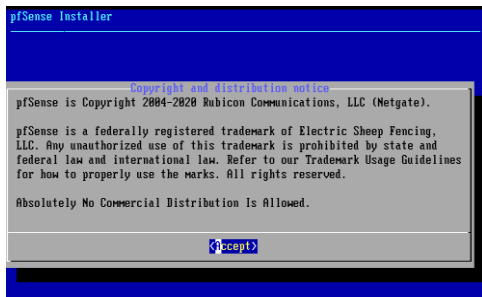 pfSense Installer
Copyright and distribution notice
pfSense is Copyright 2004-2020 Rubicon Communications, LLC (Netgate).
pfSense is a federally registered trademark of Electric Sheep Fencing,
LLC. Any unauthorized use of this trademark is prohibited by state and
federal law and international law. Refer to our Trademark Usage Guidelines
for how to properly use the marks. All rights reserved.
Absolutely No Commercial Distribution Is Allowed.
<Accept>